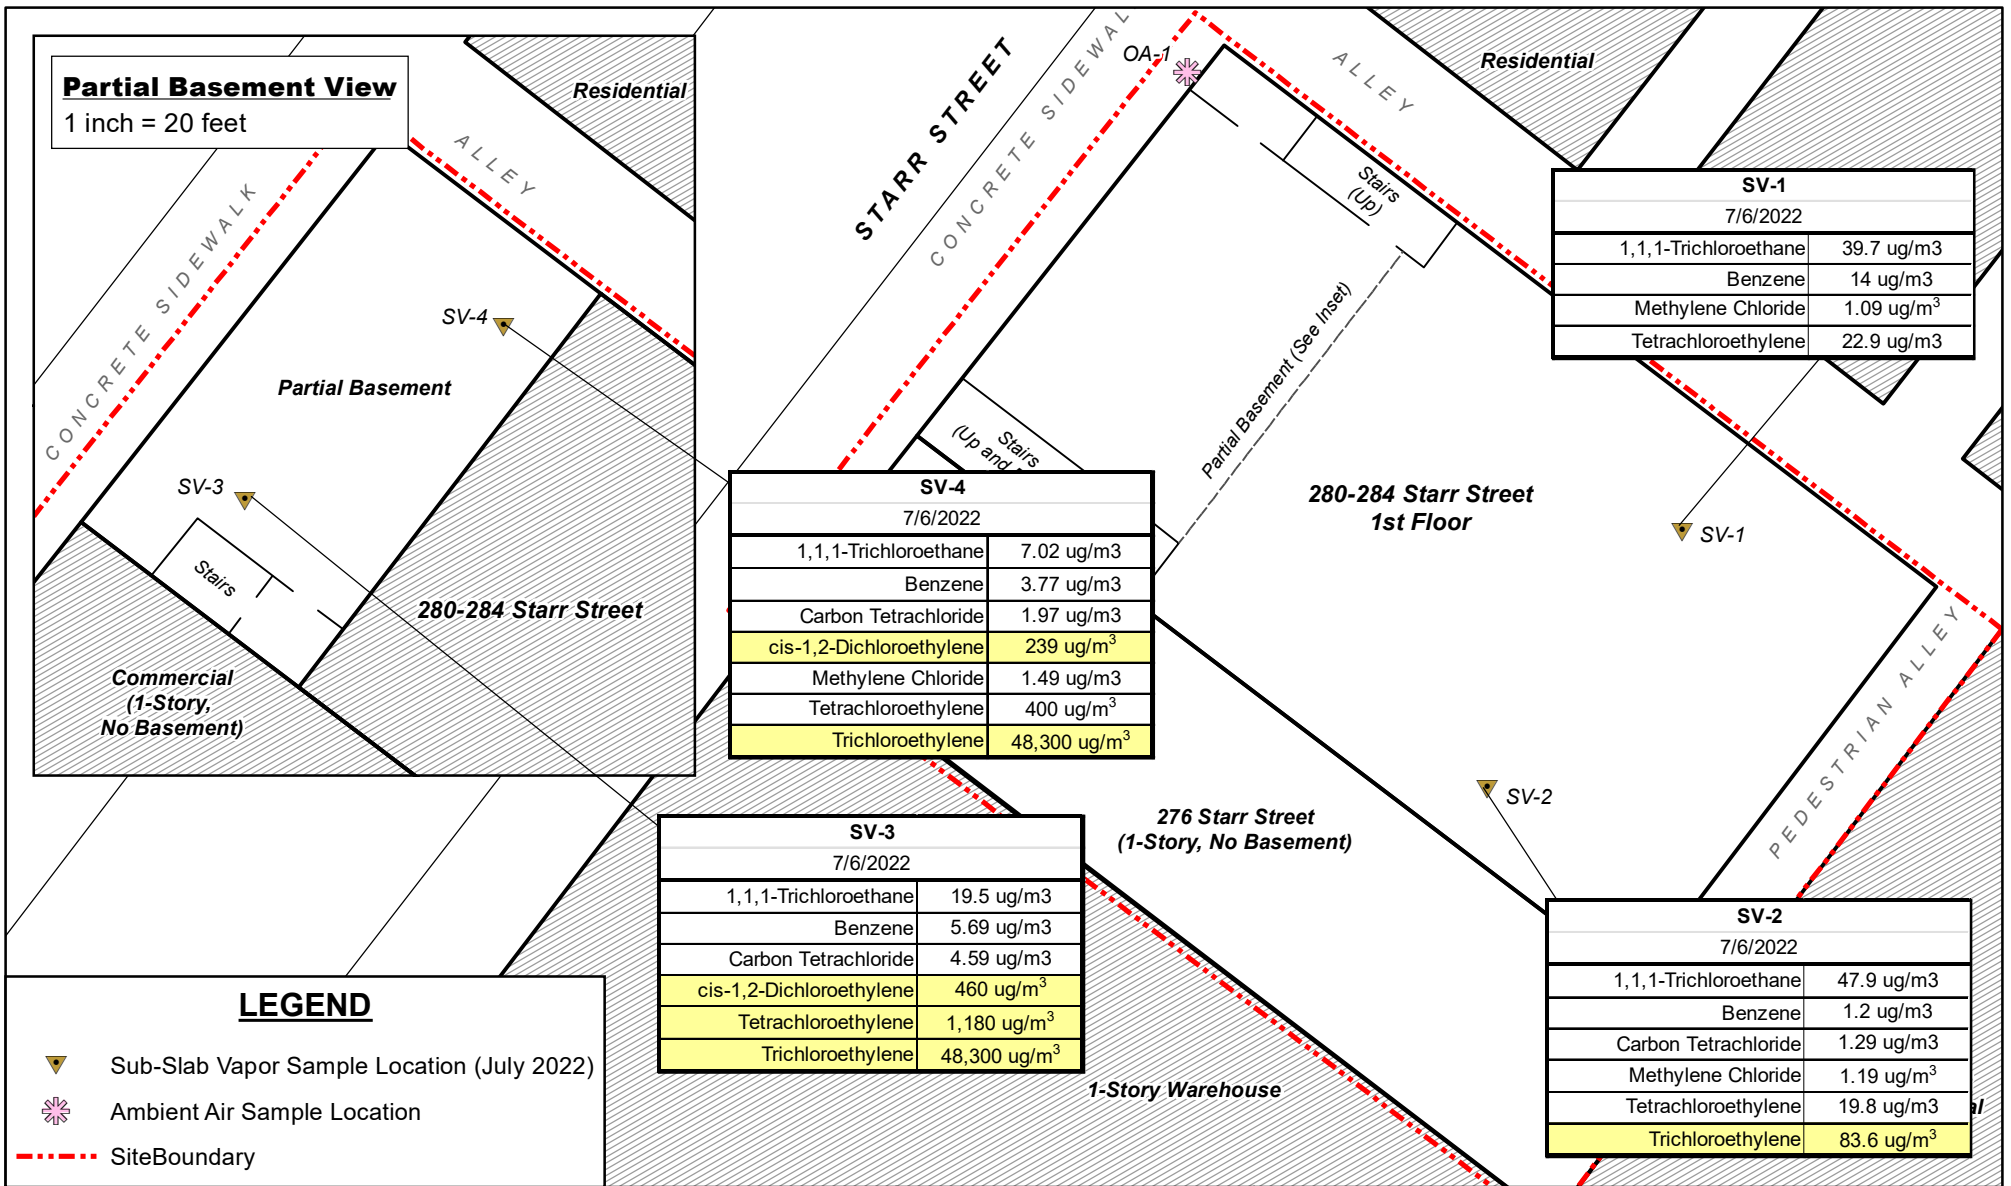 Partial Basement View
1 inch = 20 feet
Residential
ALLEY
CONCRETE SIDEWALK
SV-4
Partial Basement
SV-3
Stairs
280-284 Starr Street
Commercial
(1-Story,
No Basement)
STARR STREET
CONCRETE SIDEWAL
OA-1
ALLEY
Residential
Stairs
(Up)
Partial Basement (See Inset)
Stairs
(Up and
280-284 Starr Street
1st Floor
SV-1
SV-2
PEDESTRIAN ALLEY
276 Starr Street
(1-Story, No Basement)
1-Story Warehouse
SV-1
7/6/2022
1,1,1-Trichloroethane 39.7 ug/m3
Benzene 14 ug/m3
Methylene Chloride 1.09 ug/m³
Tetrachloroethylene 22.9 ug/m3
SV-4
7/6/2022
1,1,1-Trichloroethane 7.02 ug/m3
Benzene 3.77 ug/m3
Carbon Tetrachloride 1.97 ug/m3
cis-1,2-Dichloroethylene 239 ug/m³
Methylene Chloride 1.49 ug/m3
Tetrachloroethylene 400 ug/m³
Trichloroethylene 48,300 ug/m³
SV-3
7/6/2022
1,1,1-Trichloroethane 19.5 ug/m3
Benzene 5.69 ug/m3
Carbon Tetrachloride 4.59 ug/m3
cis-1,2-Dichloroethylene 460 ug/m³
Tetrachloroethylene 1,180 ug/m³
Trichloroethylene 48,300 ug/m³
SV-2
7/6/2022
1,1,1-Trichloroethane 47.9 ug/m3
Benzene 1.2 ug/m3
Carbon Tetrachloride 1.29 ug/m3
Methylene Chloride 1.19 ug/m³
Tetrachloroethylene 19.8 ug/m3
Trichloroethylene 83.6 ug/m³
LEGEND
Sub-Slab Vapor Sample Location (July 2022)
Ambient Air Sample Location
SiteBoundary